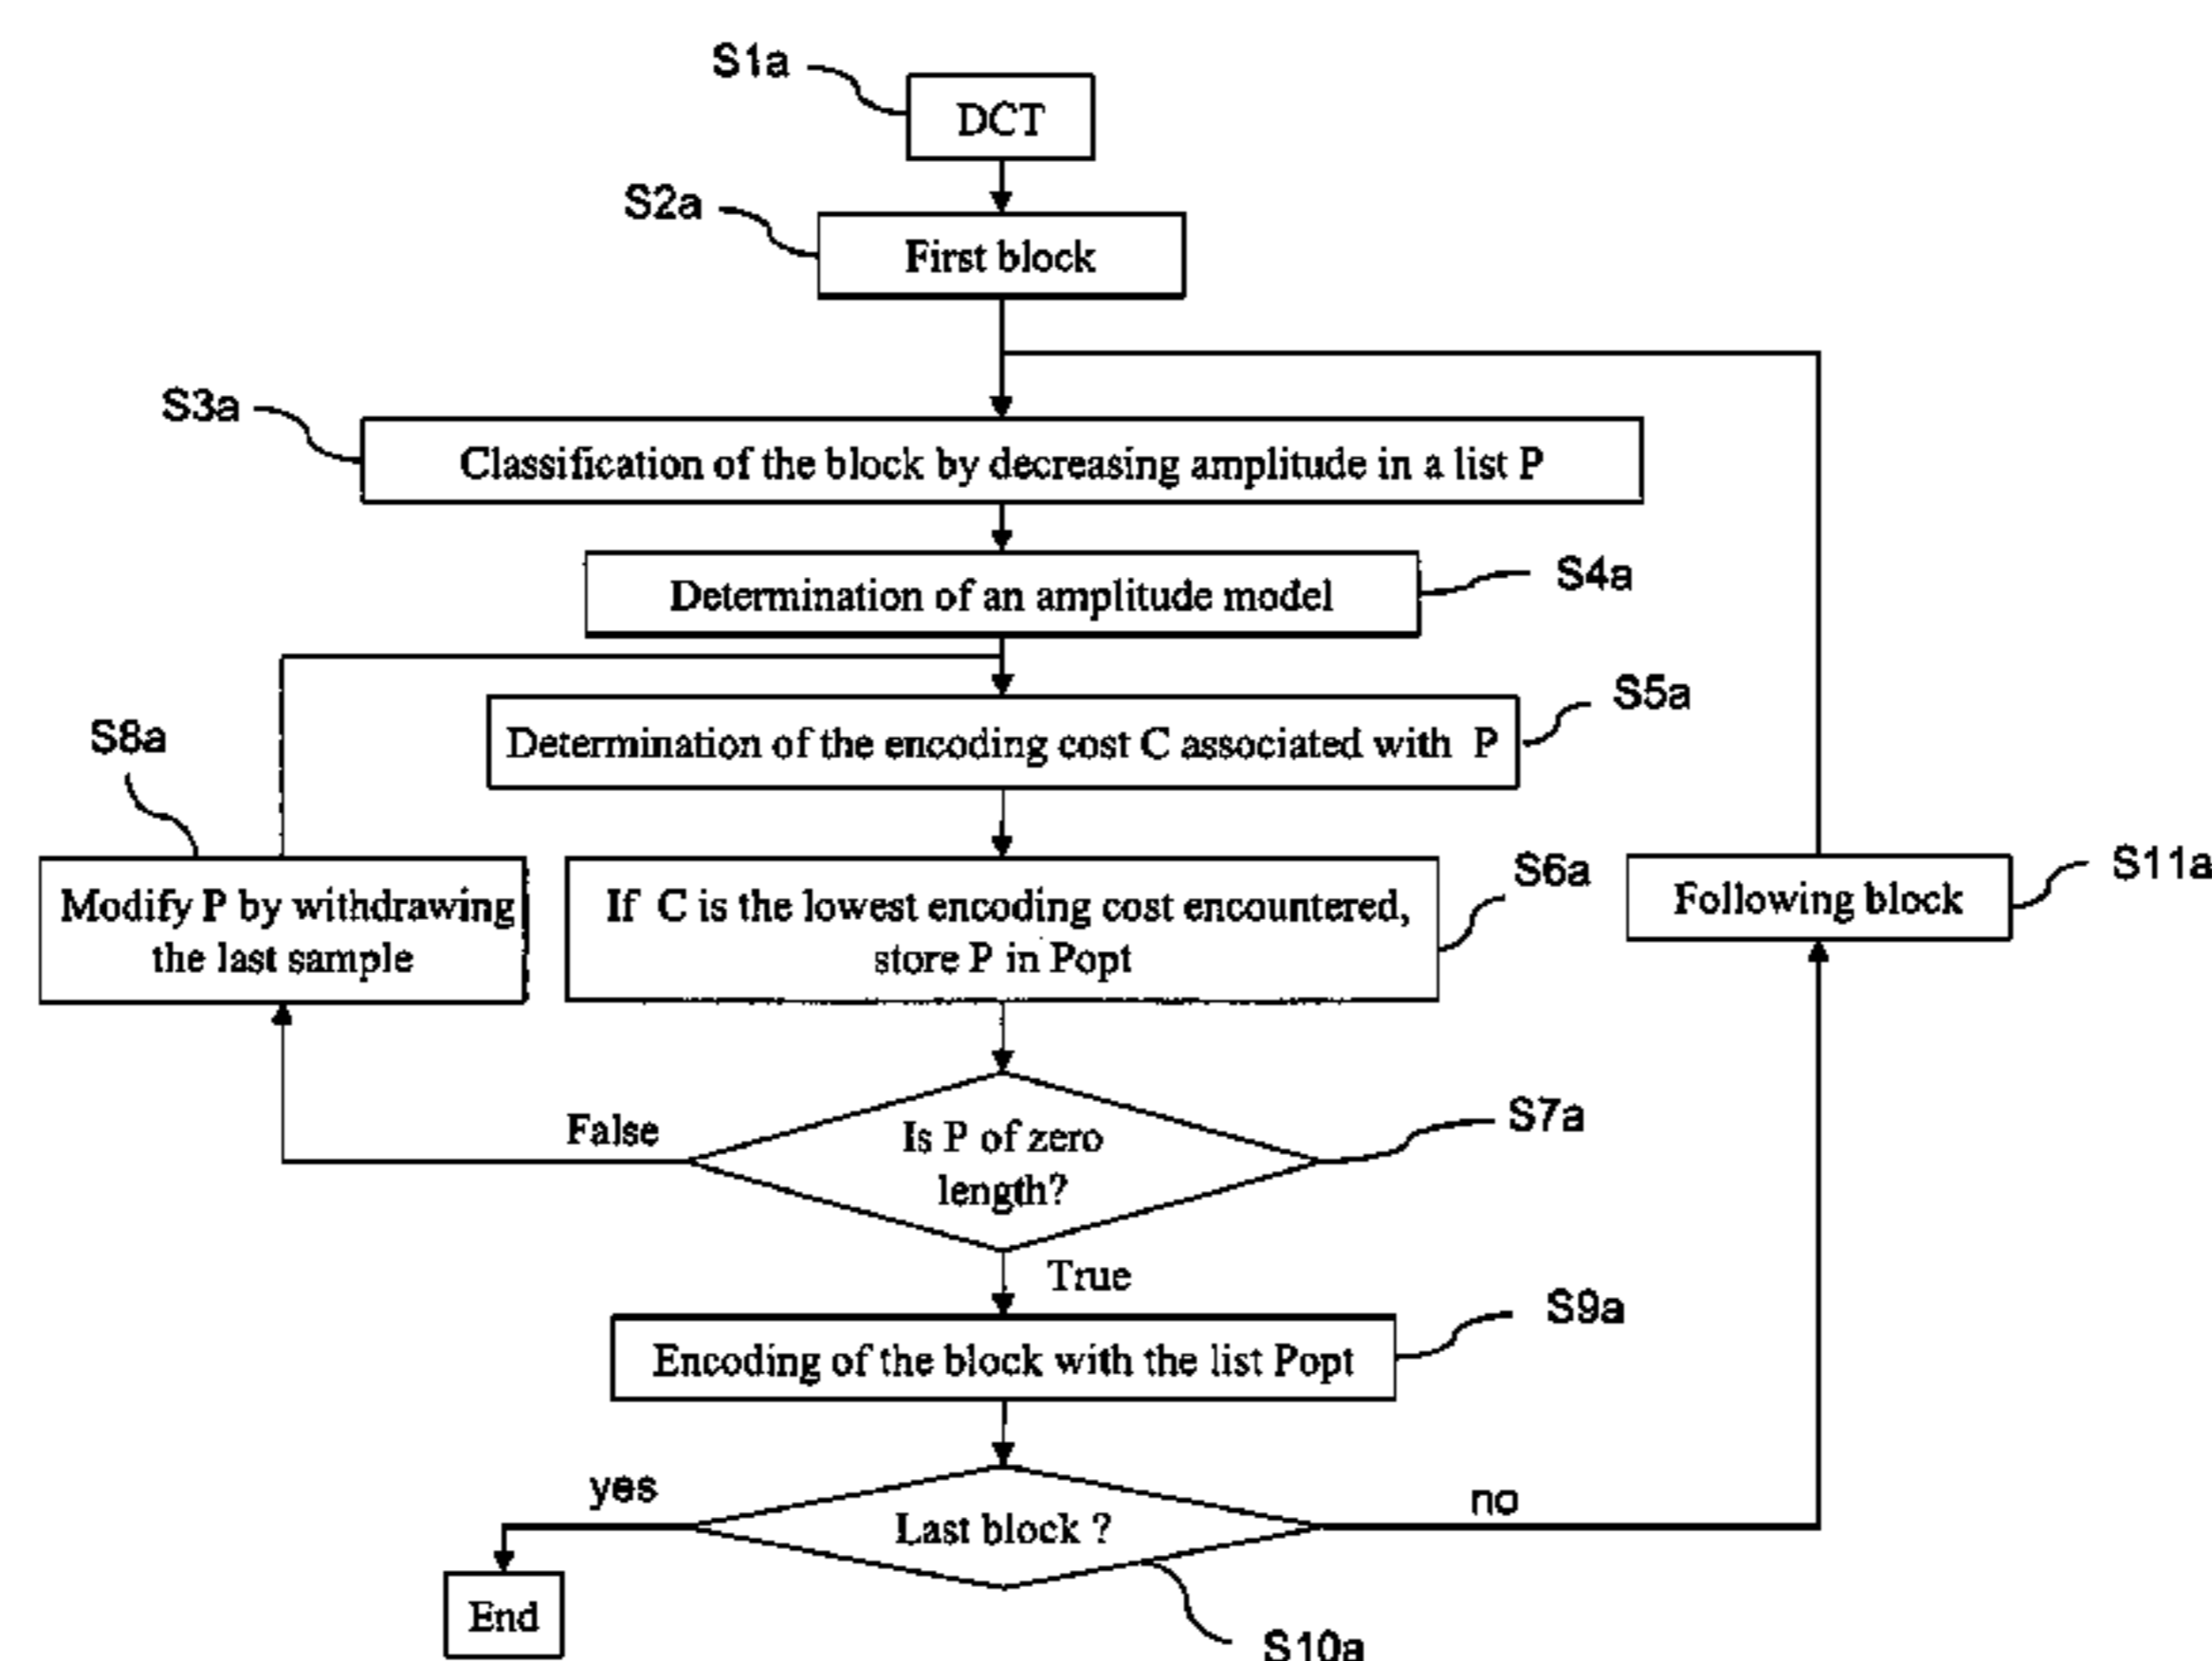 S1a
DCT
S2a
First block
S3a
Classification of the block by decreasing amplitude in a list P
Determination of an amplitude model
S4a
Determination of the encoding cost C associated with P
S5a
S8a
Modify P by withdrawing
the last sample
If C is the lowest encoding cost encountered,
store P in Popt
S6a
Following block
S11a
False
Is P of zero
length?
S7a
True
Encoding of the block with the list Popt
S9a
yes
Last block ?
no
End
S10a